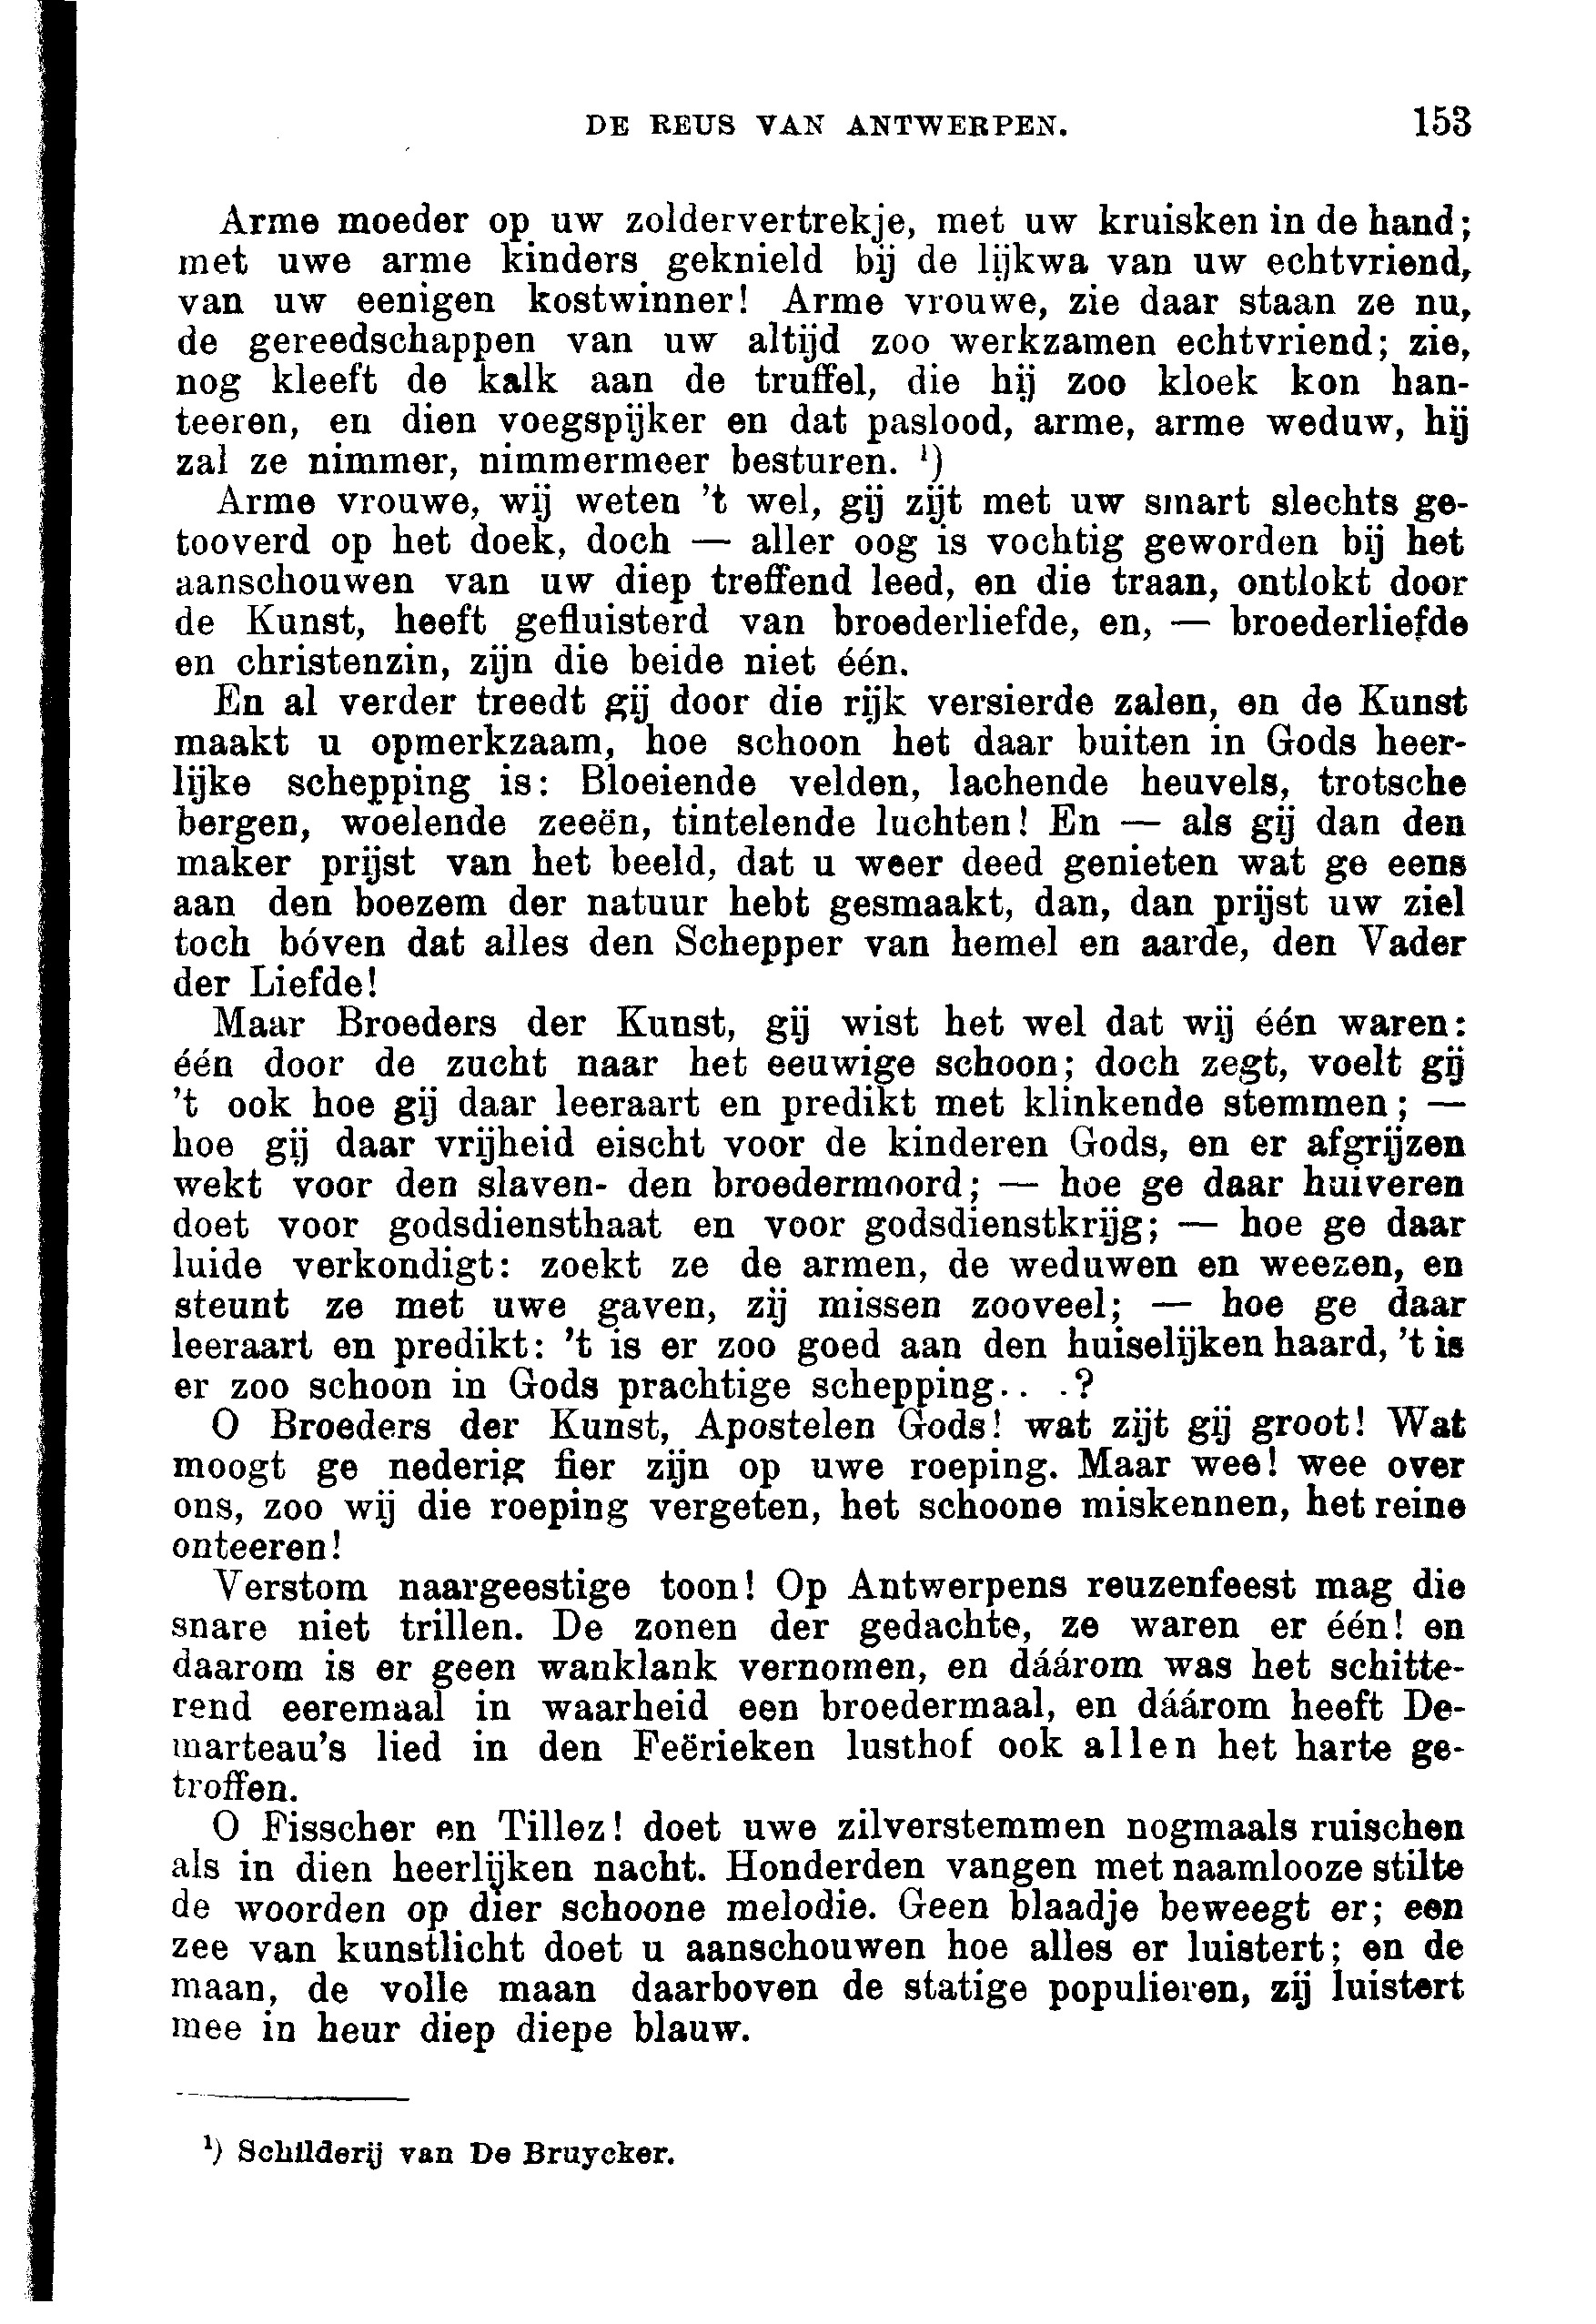 DE REUS VAN ANTWERPEN. 153
Arme moeder op uw zoldervertrekje, met uw kruisken in de hand;
met uwe arme kinders geknield bij de lijkwa van uw echtvriend,
van uw eenigen kostwinner! Arme vrouwe, zie daar staan ze nu,
de gereedschappen van uw altijd zoo werkzamen echtvriend; zie,
nog kleeft de kalk aan de truffel, die hij zoo kloek kon han-
teeren, en dien voegspijker en dat paslood, arme, arme weduw, hij
zal ze nimmer, nimmermeer besturen. ¹)
Arme vrouwe, wij weten 't wel, gij zijt met uw smart slechts ge-
tooverd op het doek, doch — aller oog is vochtig geworden bij het
aanschouwen van uw diep treffend leed, en die traan, ontlokt door
de Kunst, heeft gefluisterd van broederliefde, en, — broederliefde
en christenzin, zijn die beide niet één.
En al verder treedt gij door die rijk versierde zalen, en de Kunst
maakt u opmerkzaam, hoe schoon het daar buiten in Gods heer-
lijke schepping is: Bloeiende velden, lachende heuvels, trotsche
bergen, woelende zeeën, tintelende luchten! En — als gij dan den
maker prijst van het beeld, dat u weer deed genieten wat ge eens
aan den boezem der natuur hebt gesmaakt, dan, dan prijst uw ziel
toch bóven dat alles den Schepper van hemel en aarde, den Vader
der Liefde!
Maar Broeders der Kunst, gij wist het wel dat wij één waren:
één door de zucht naar het eeuwige schoon; doch zegt, voelt gij
't ook hoe gij daar leeraart en predikt met klinkende stemmen; —
hoe gij daar vrijheid eischt voor de kinderen Gods, en er afgrijzen
wekt voor den slaven- den broedermoord; — hoe ge daar huiveren
doet voor godsdiensthaat en voor godsdienstkrijg; — hoe ge daar
luide verkondigt: zoekt ze de armen, de weduwen en weezen, en
steunt ze met uwe gaven, zij missen zooveel; — hoe ge daar
leeraart en predikt: 't is er zoo goed aan den huiselijken haard, 't is
er zoo schoon in Gods prachtige schepping.. .?
O Broeders der Kunst, Apostelen Gods! wat zijt gij groot! Wat
moogt ge nederig fier zijn op uwe roeping. Maar wee! wee over
ons, zoo wij die roeping vergeten, het schoone miskennen, het reine
onteeren!
Verstom naargeestige toon! Op Antwerpens reuzenfeest mag die
snare niet trillen. De zonen der gedachte, ze waren er één! en
daarom is er geen wanklank vernomen, en dáárom was het schitte-
rend eeremaal in waarheid een broedermaal, en dáárom heeft De-
marteau's lied in den Feërieken lusthof ook allen het harte ge-
troffen.
O Fisscher en Tillez! doet uwe zilverstemmen nogmaals ruischen
als in dien heerlijken nacht. Honderden vangen met naamlooze stilte
de woorden op dier schoone melodie. Geen blaadje beweegt er; een
zee van kunstlicht doet u aanschouwen hoe alles er luistert; en de
maan, de volle maan daarboven de statige populieren, zij luistert
mee in heur diep diepe blauw.
¹) Schilderij van De Bruycker.